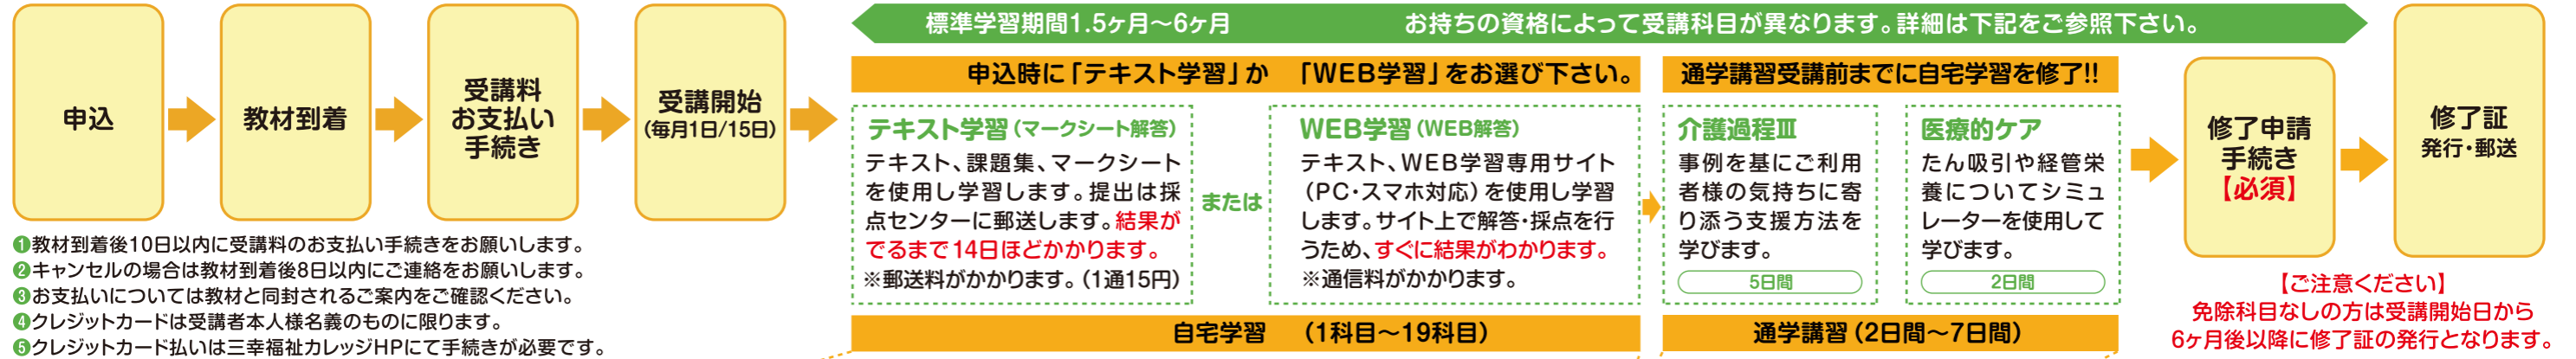 申込
教材到着
受講料
お支払い
手続き
受講開始
(毎月1日/15日)
標準学習期間1.5ヶ月～6ヶ月　お持ちの資格によって受講科目が異なります。詳細は下記をご参照下さい。
申込時に「テキスト学習」か　「WEB学習」をお選び下さい。
テキスト学習（マークシート解答）
テキスト、課題集、マークシート
を使用し学習します。提出は採
点センターに郵送します。結果が
でるまで14日ほどかかります。
※郵送料がかかります。（1通15円）
または
WEB学習（WEB解答）
テキスト、WEB学習専用サイト
（PC・スマホ対応）を使用し学習
します。サイト上で解答・採点を行
うため、すぐに結果がわかります。
※通信料がかかります。
自宅学習　（1科目～19科目）
通学講習受講前までに自宅学習を修了!!
介護過程Ⅲ
事例を基にご利用
者様の気持ちに寄
り添う支援方法を
学びます。
5日間
医療的ケア
たん吸引や経管栄
養についてシミュ
レーターを使用して
学びます。
2日間
通学講習（2日間～7日間）
修了申請
手続き
【必須】
修了証
発行・郵送
❶教材到着後10日以内に受講料のお支払い手続きをお願いします。
❷キャンセルの場合は教材到着後8日以内にご連絡をお願いします。
❸お支払いについては教材と同封されるご案内をご確認ください。
❹クレジットカードは受講者本人様名義のものに限ります。
❺クレジットカード払いは三幸福祉カレッジHPにて手続きが必要です。
【ご注意ください】
免除科目なしの方は受講開始日から
6ヶ月後以降に修了証の発行となります。